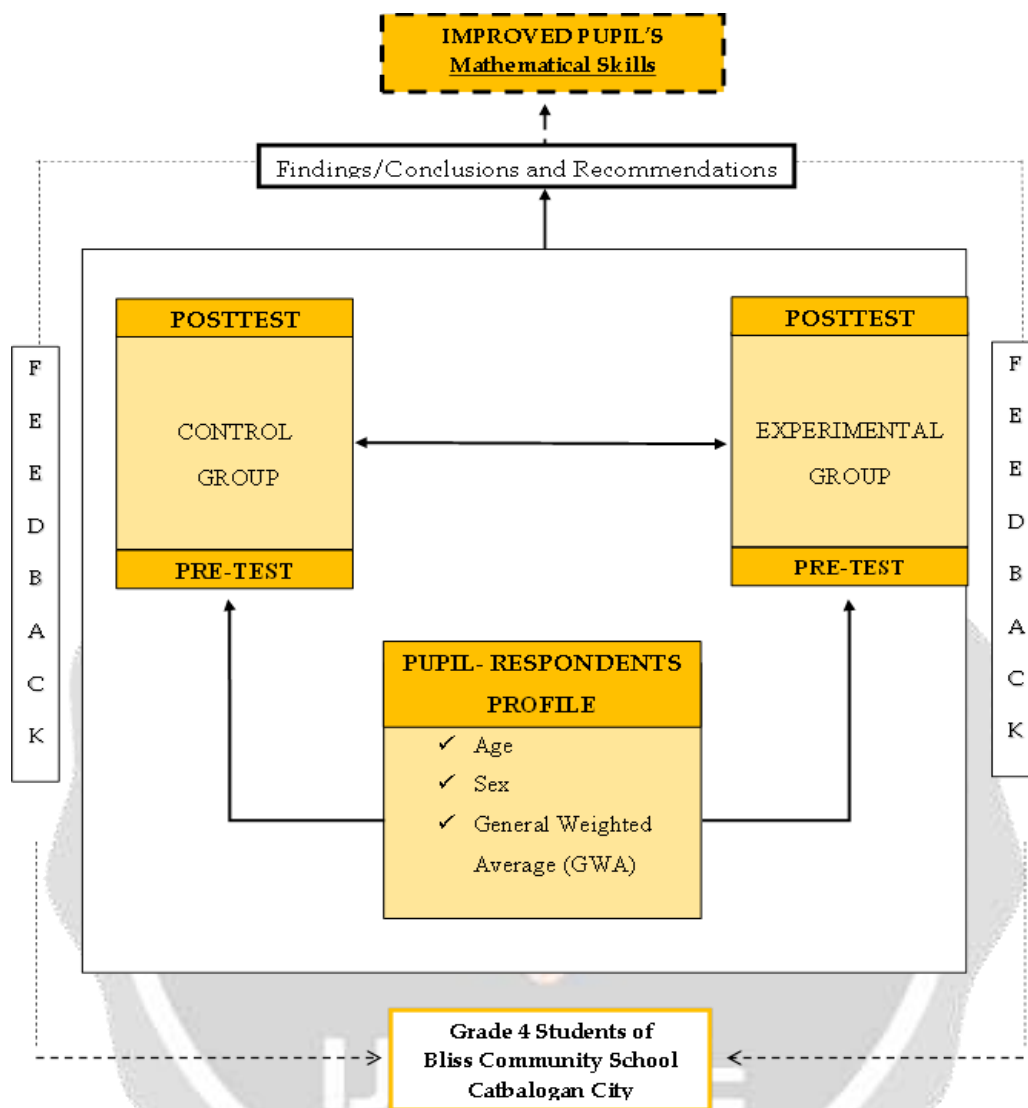 IMPROVED PUPIL'S
Mathematical Skills
Findings/Conclusions and Recommendations
POSTTEST
CONTROL
GROUP
PRE-TEST
POSTTEST
EXPERIMENTAL
GROUP
PRE-TEST
F
E
E
D
B
A
C
K
F
E
E
D
B
A
C
K
PUPIL- RESPONDENTS
PROFILE
✓ Age
✓ Sex
✓ General Weighted
Average (GWA)
Grade 4 Students of
Bliss Community School
Catbalogan City